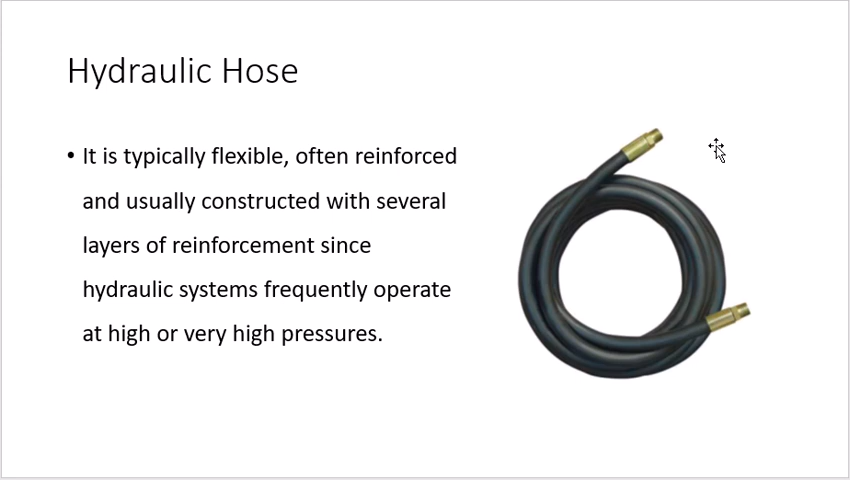 Hydraulic Hose
• It is typically flexible, often reinforced
and usually constructed with several
layers of reinforcement since
hydraulic systems frequently operate
at high or very high pressures.